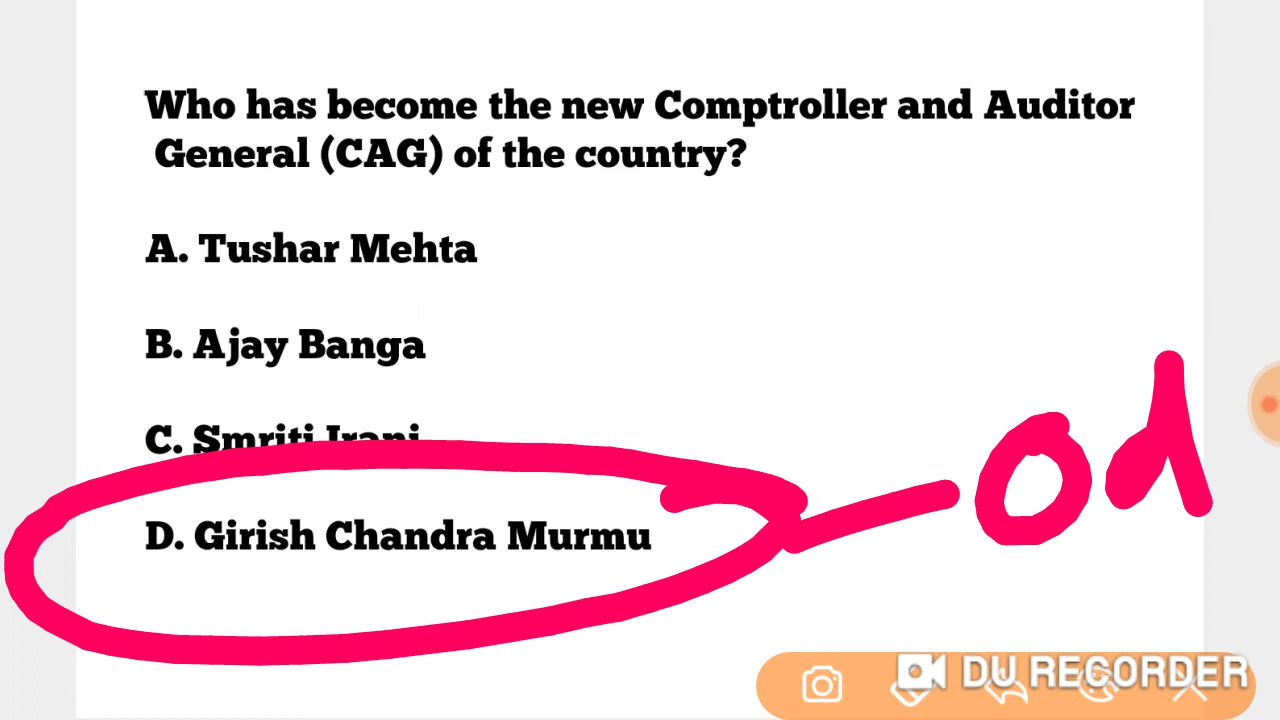 Who has become the new Comptroller and Auditor
General (CAG) of the country?
A. Tushar Mehta
B. Ajay Banga
C. Smriti Irani
D. Girish Chandra Murmu
Od
DU RECORDER